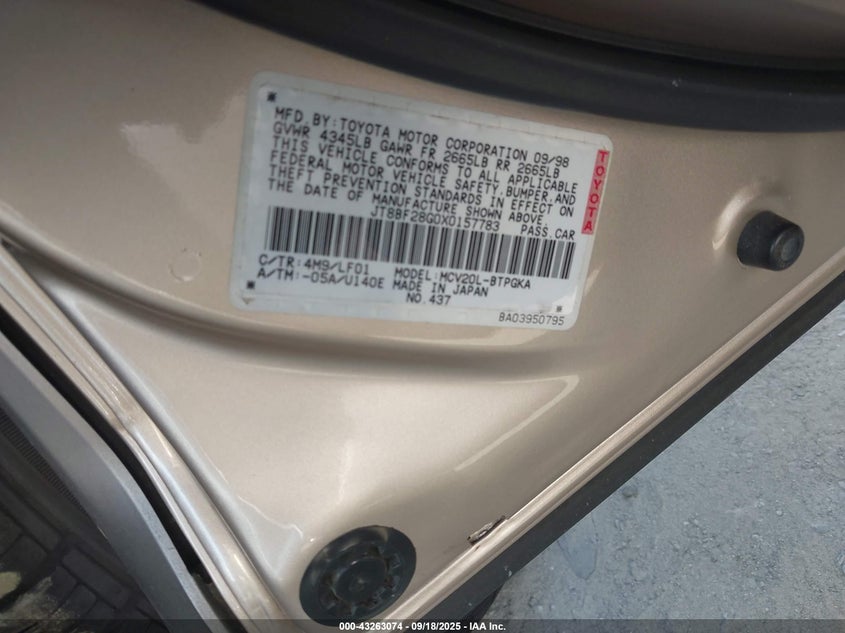 MFD. BY: TOYOTA MOTOR CORPORATION 09/98
GVWR 4345LB GAWR FR 2665LB RR 2665LB
THIS VEHICLE CONFORMS TO ALL APPLICABLE
FEDERAL MOTOR VEHICLE SAFETY, BUMPER, AND
THEFT PREVENTION STANDARDS IN EFFECT ON
THE DATE OF MANUFACTURE SHOWN ABOVE.
JT8BF28G0X0157783 PASS. CAR
TOYOTA
C/TR: 4M9/LF01 MODEL: MCV20L-BTPGKA
A/TM: -05A/U140E MADE IN JAPAN
NO. 437
BA03950795
000-43263074 - 09/18/2025 - IAA Inc.